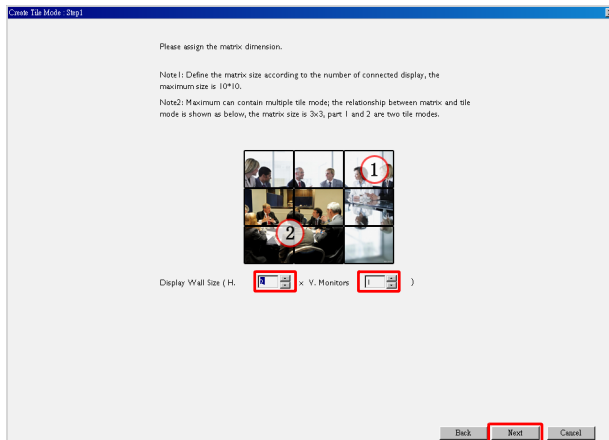 Create Tile Mode : Step1
Please assign the matrix dimension.
Note1: Define the matrix size according to the number of connected display, the
maximum size is 10*10.
Note2: Maximum can contain multiple tile mode; the relationship between matrix and tile
mode is shown as below, the matrix size is 3x3, part 1 and 2 are two tile modes.
1
2
Display Wall Size ( H. x V. Monitors 1 )
Back Next Cancel